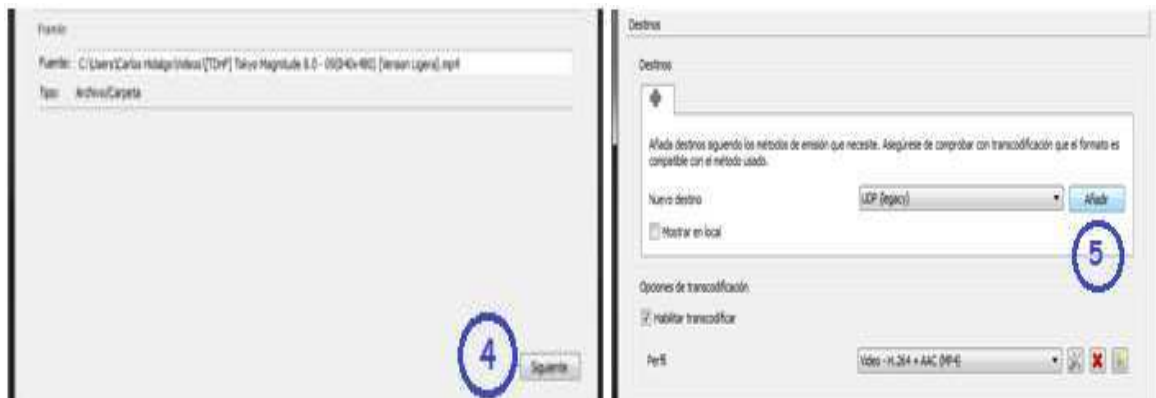 Fuente
Fuente: C:\Users\Carlos Hidalgo\Videos\[TDnF] Tokyo Magnitude 8.0 - [Version Ligera].mp4
Tipo: Archivo/Carpeta
4
Siguiente
Destinos
Destinos
Añada destinos siguiendo los métodos de emisión que necesite. Asegúrese de comprobar con transcodificación que el formato es
compatible con el método usado.
Nuevo destino UDP (legacy) Añadir
Mostrar en local
5
Opciones de transcodificación
Habilitar transcodificar
Perfil Video - H.264 + AAC (MP4)